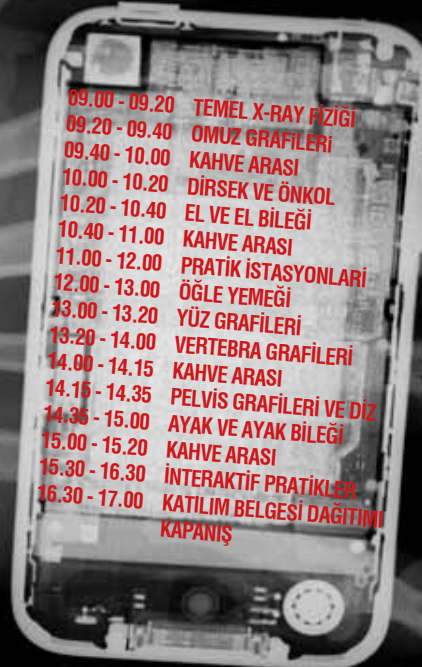 09.00 - 09.20 TEMEL X-RAY FİZİĞİ
09.20 - 09.40 OMUZ GRAFİLERİ
09.40 - 10.00 KAHVE ARASI
10.00 - 10.20 DİRSEK VE ÖNKOL
10.20 - 10.40 EL VE EL BİLEĞİ
10.40 - 11.00 KAHVE ARASI
11.00 - 12.00 PRATİK İSTASYONLARİ
12.00 - 13.00 ÖĞLE YEMEĞİ
13.00 - 13.20 YÜZ GRAFİLERİ
13.20 - 14.00 VERTEBRA GRAFİLERİ
14.00 - 14.15 KAHVE ARASI
14.15 - 14.35 PELVİS GRAFİLERİ VE DİZ
14.35 - 15.00 AYAK VE AYAK BİLEĞİ
15.00 - 15.20 KAHVE ARASI
15.30 - 16.30 İNTERAKTİF PRATİKLER
16.30 - 17.00 KATILIM BELGESİ DAĞITIMI
KAPANIŞ